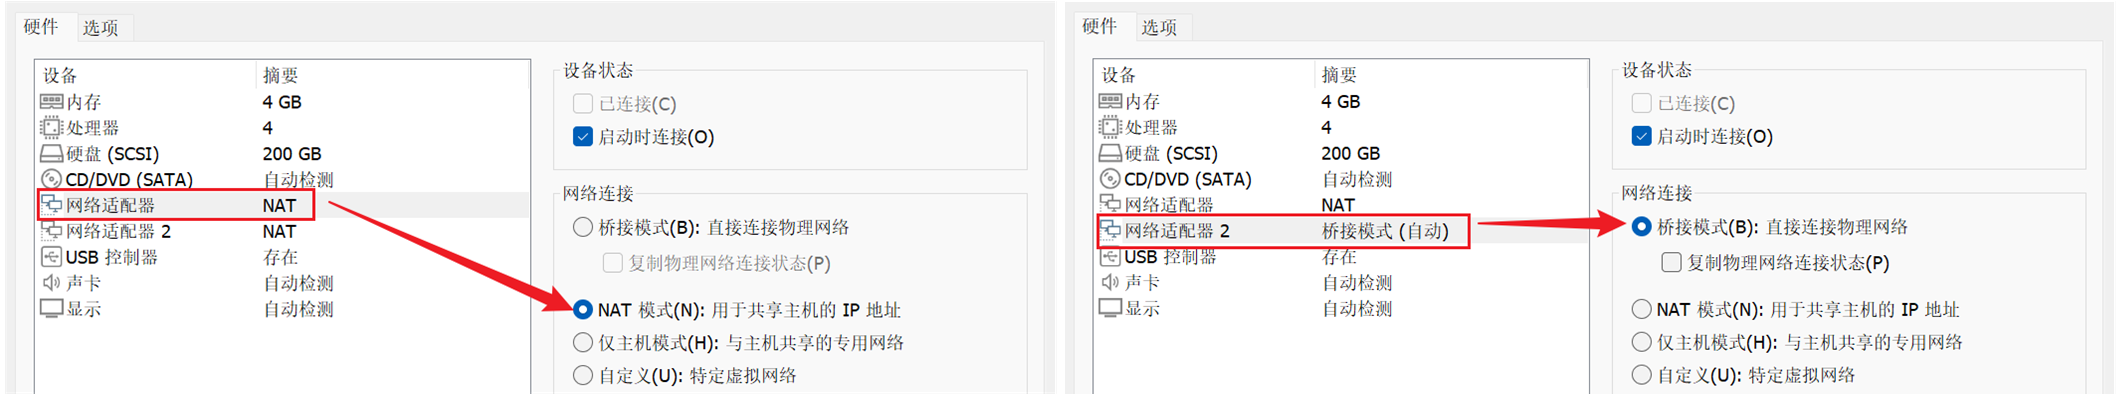 硬件 选项
设备 摘要
内存 4 GB
处理器 4
硬盘 (SCSI) 200 GB
CD/DVD (SATA) 自动检测
网络适配器 NAT
网络适配器 2 NAT
USB 控制器 存在
声卡 自动检测
显示 自动检测
设备状态
已连接(C)
启动时连接(O)
网络连接
桥接模式(B): 直接连接物理网络
复制物理网络连接状态(P)
NAT 模式(N): 用于共享主机的 IP 地址
仅主机模式(H): 与主机共享的专用网络
自定义(U): 特定虚拟网络
硬件 选项
设备 摘要
内存 4 GB
处理器 4
硬盘 (SCSI) 200 GB
CD/DVD (SATA) 自动检测
网络适配器 NAT
网络适配器 2 桥接模式 (自动)
USB 控制器 存在
声卡 自动检测
显示 自动检测
设备状态
已连接(C)
启动时连接(O)
网络连接
桥接模式(B): 直接连接物理网络
复制物理网络连接状态(P)
NAT 模式(N): 用于共享主机的 IP 地址
仅主机模式(H): 与主机共享的专用网络
自定义(U): 特定虚拟网络